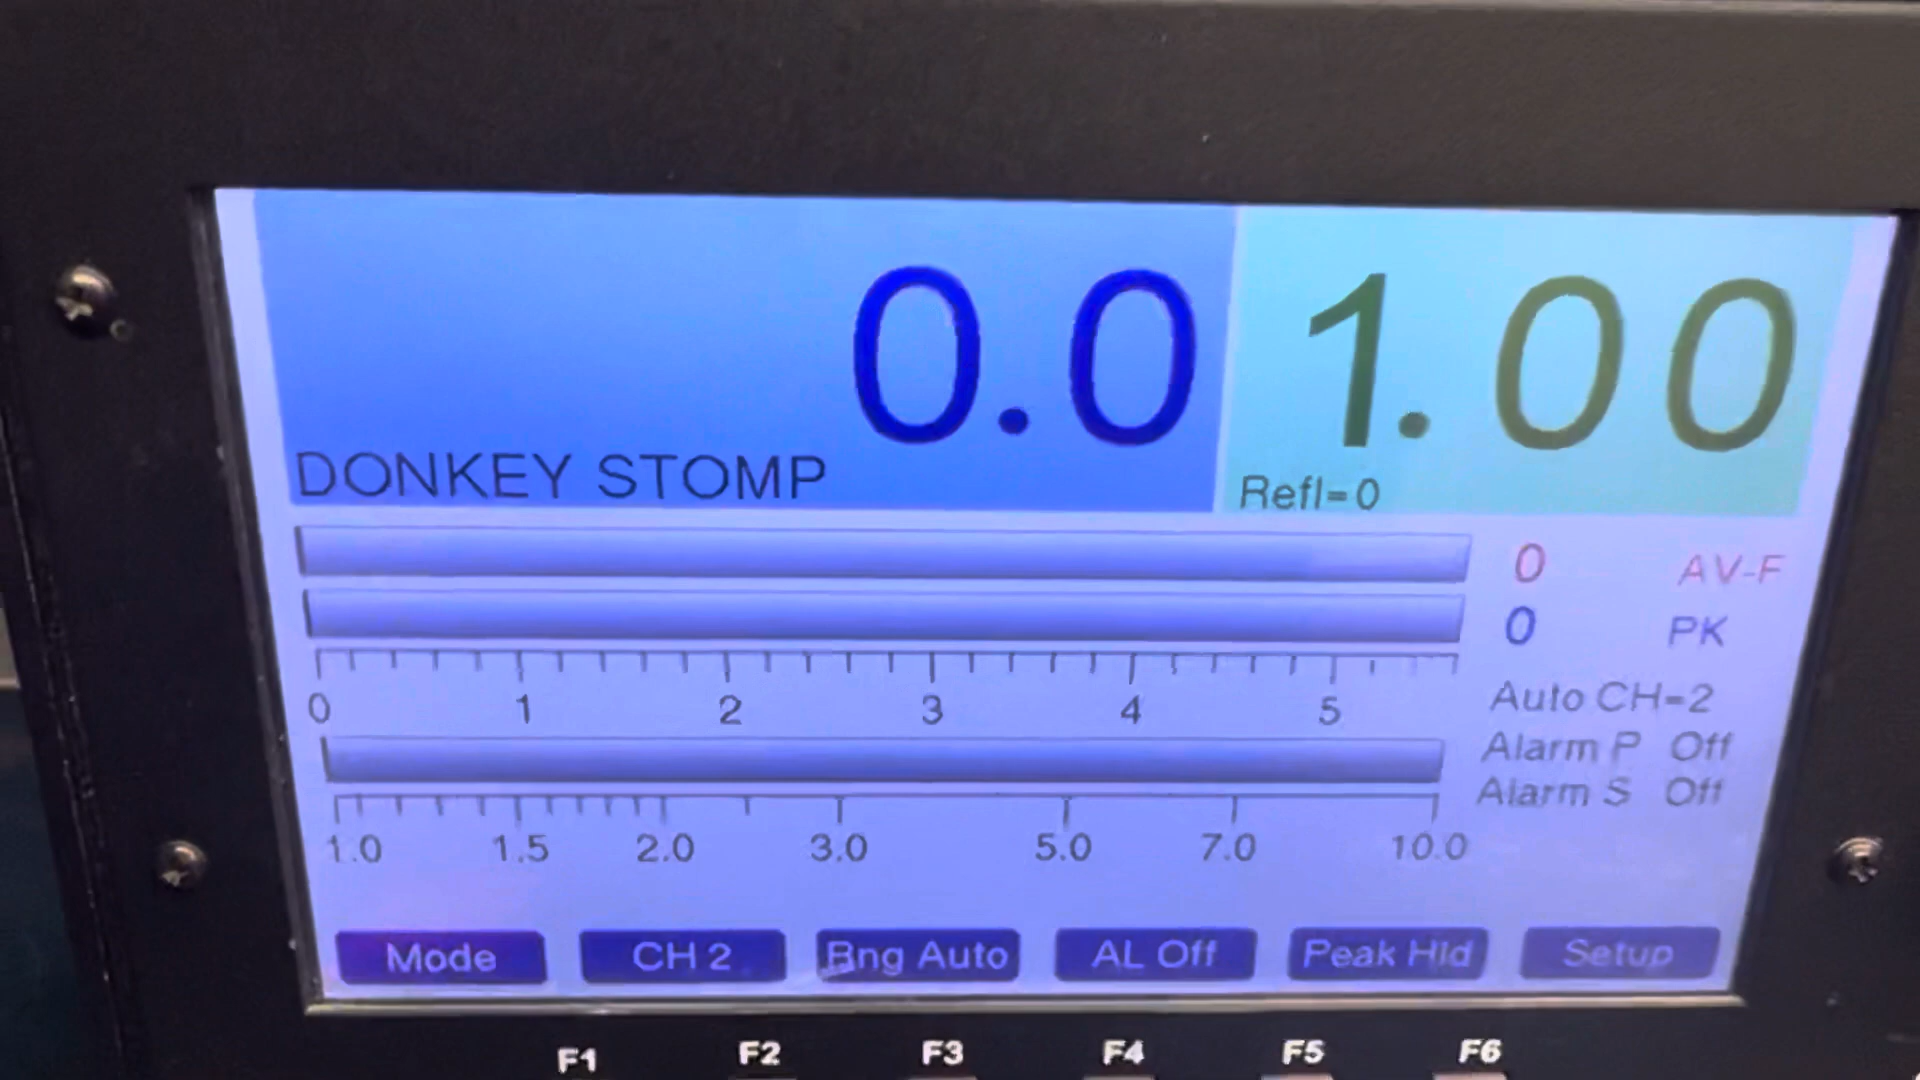 0.0 1.00
DONKEY STOMP Refl=0
0 AV-F
0 PK
0 1 2 3 4 5
Auto CH=2
Alarm P Off
Alarm S Off
1.0 1.5 2.0 3.0 5.0 7.0 10.0
Mode CH 2 Rng Auto AL Off Peak Hld Setup
F1 F2 F3 F4 F5 F6